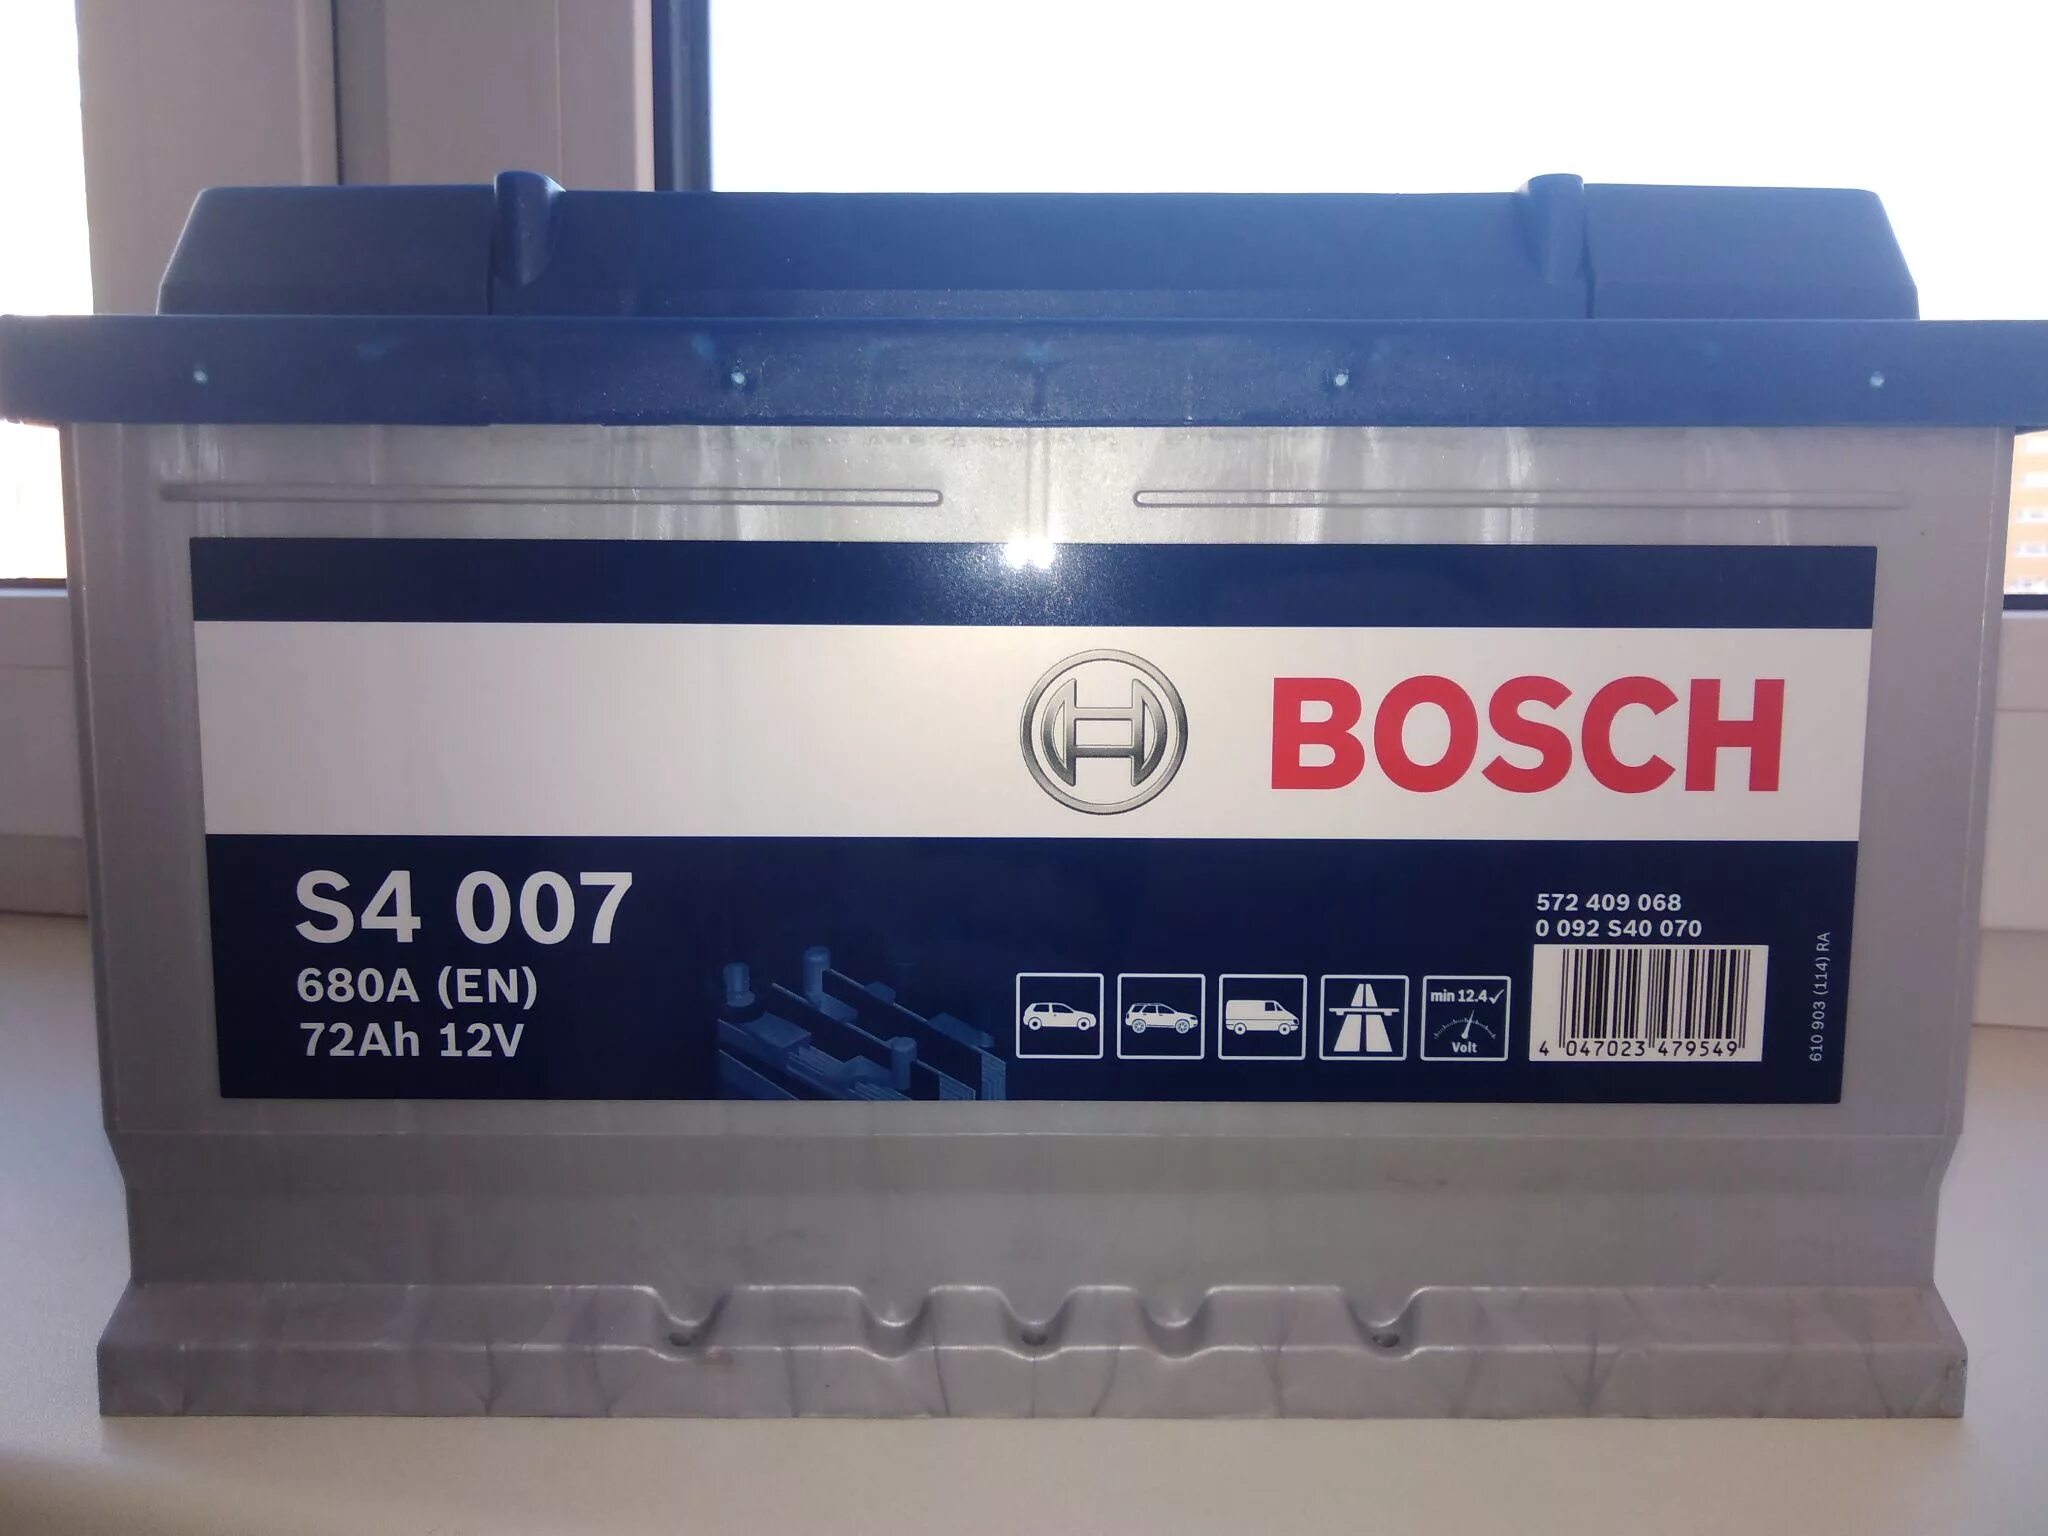 BOSCH
S4 007
680A (EN)
72Ah 12V
min 12.4✓
Volt
572 409 068
0 092 S40 070
4 047023 479549
610 903 (114) RA